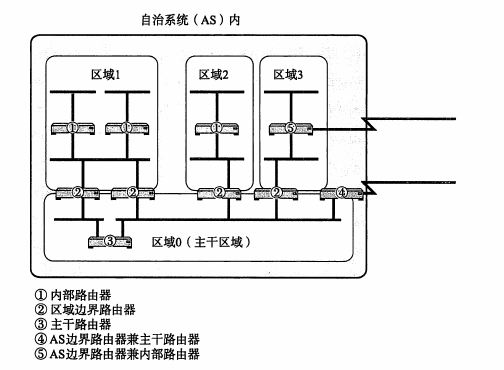 自治系统（AS）内
区域1
区域2
区域3
① ① ① ⑤
② ② ② ② ④
③
区域0（主干区域）
① 内部路由器
② 区域边界路由器
③ 主干路由器
④ AS边界路由器兼主干路由器
⑤ AS边界路由器兼内部路由器